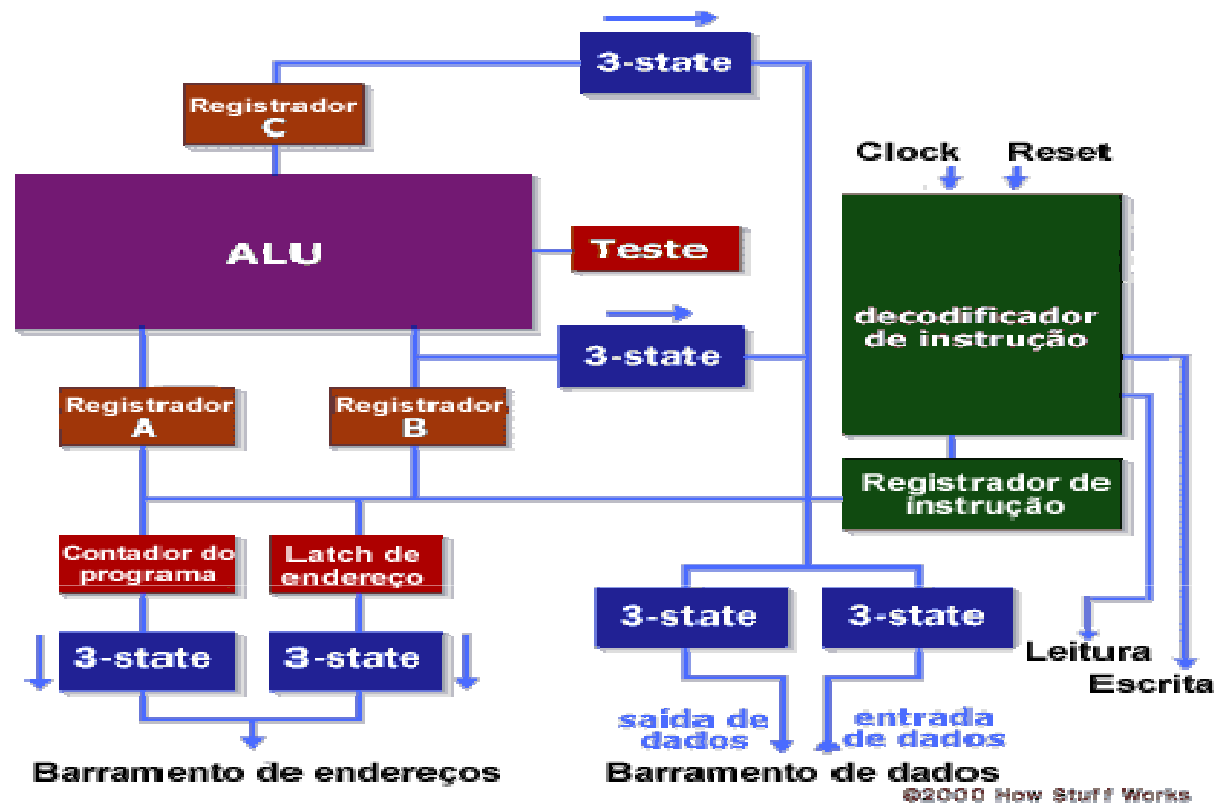 3-state
Registrador
C
Clock Reset
ALU
Teste
decodificador
de instrução
3-state
Registrador
A
Registrador
B
Registrador de
instrução
Contador do
programa
Latch de
endereço
3-state
3-state
3-state
3-state
Leitura
Escrita
saída de
dados
entrada
de dados
Barramento de endereços
Barramento de dados
©2000 How Stuff Works